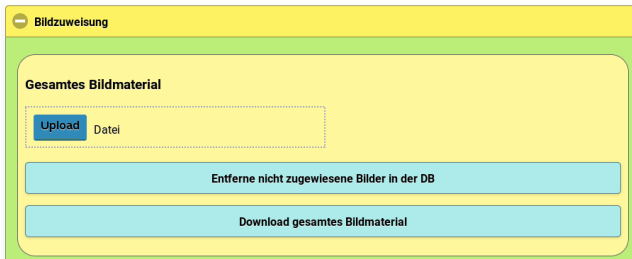 Bildzuweisung
Gesamtes Bildmaterial
Upload Datei
Entferne nicht zugewiesene Bilder in der DB
Download gesamtes Bildmaterial